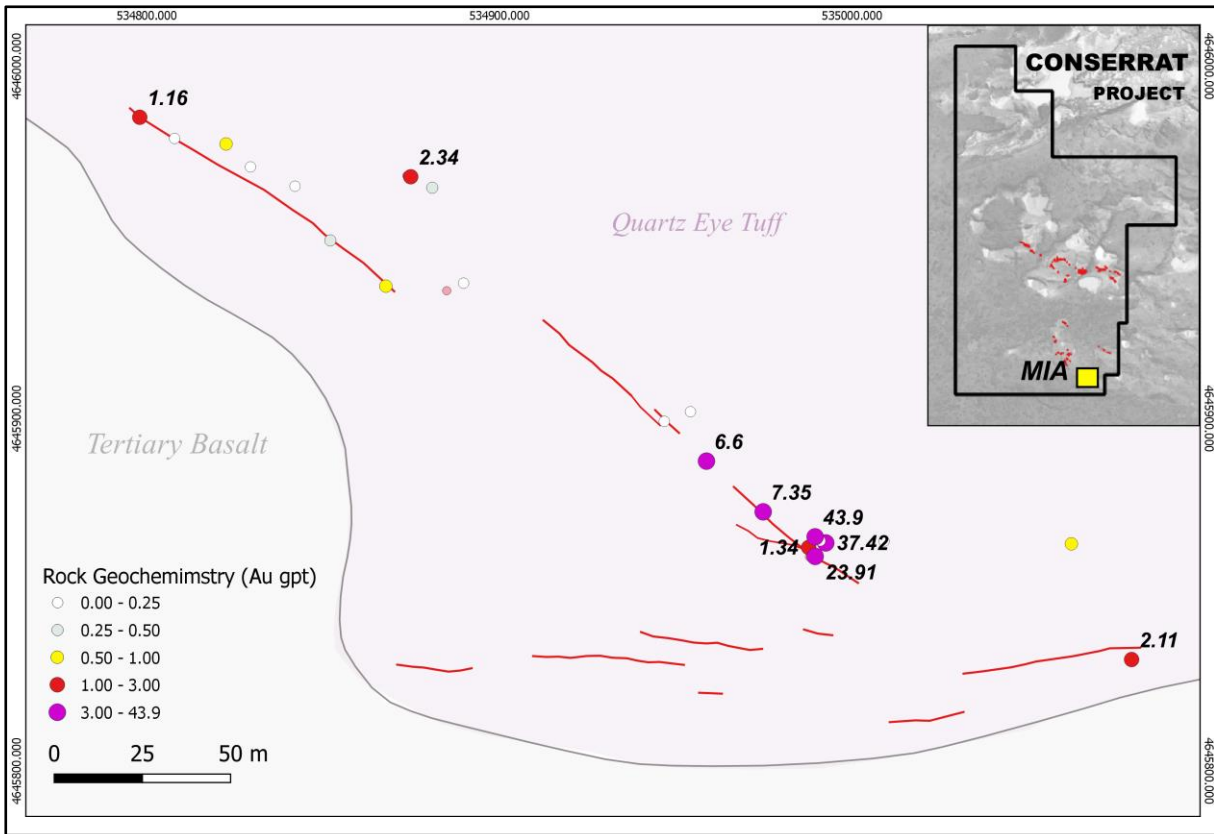 534800.000
534900.000
535000.000
4646000.000
4646000.000
CONSERRAT
PROJECT
1.16
2.34
Quartz Eye Tuff
MIA
4645900.000
4645900.000
Tertiary Basalt
6.6
7.35
43.9
1.34
37.42
23.91
Rock Geochemimstry (Au gpt)
0.00 - 0.25
0.25 - 0.50
0.50 - 1.00
1.00 - 3.00
3.00 - 43.9
2.11
0 25 50 m
4645800.000
4645800.000